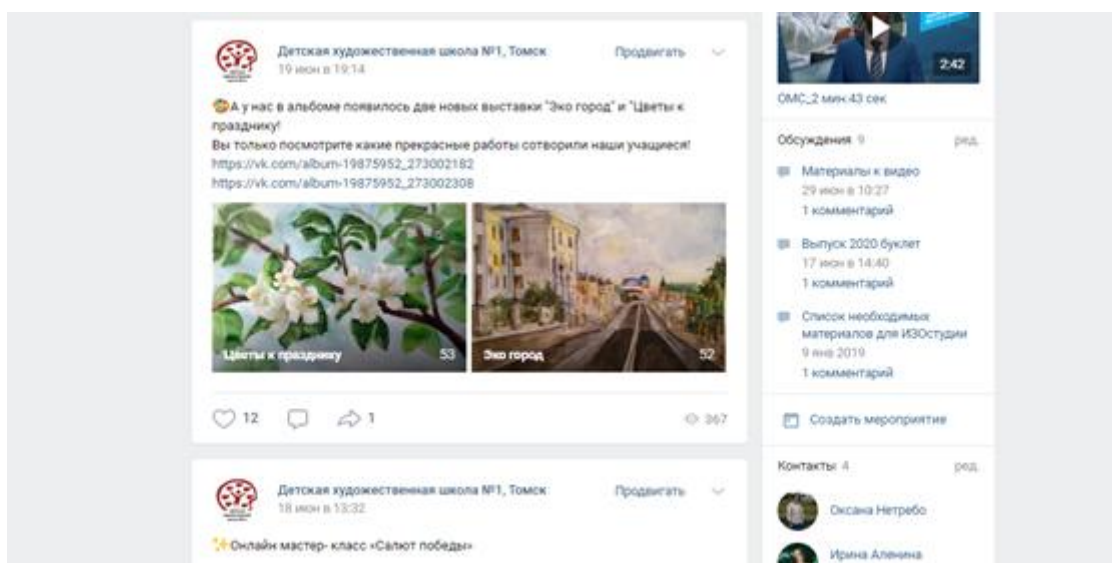 Детская художественная школа №1, Томск
19 июн в 19:14
Продвигать
А у нас в альбоме появилось две новых выставки "Эко город" и "Цветы к
празднику!
Вы только посмотрите какие прекрасные работы сотворили наши учащиеся!
https://vk.com/album-19875952_273002182
https://vk.com/album-19875952_273002308
Цветы к празднику 53
Эко город 52
12
1
367
Детская художественная школа №1, Томск
18 июн в 13:32
Продвигать
Онлайн мастер- класс «Салют победы»
2:42
ОМС_2 мин 43 сек
Обсуждения 9
ред.
Материалы к видео
29 июн в 10:27
1 комментарий
Выпуск 2020 буклет
17 июн в 14:40
1 комментарий
Список необходимых
материалов для ИЗОстудии
9 янв 2019
1 комментарий
Создать мероприятие
Контакты 4
ред.
Оксана Нетребо
Ирина Аленина